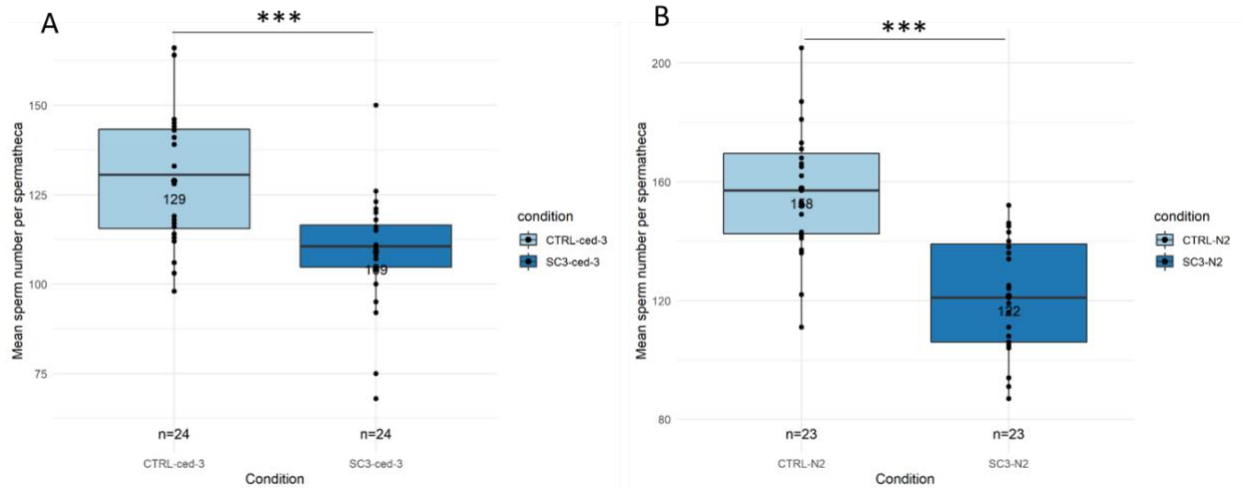 A
***
Mean sperm number per spermatheca
150
125
100
75
129
109
n=24
n=24
CTRL-ced-3
SC3-ced-3
Condition
condition
CTRL-ced-3
SC3-ced-3
B
***
Mean sperm number per spermatheca
200
160
120
80
158
122
n=23
n=23
CTRL-N2
SC3-N2
Condition
condition
CTRL-N2
SC3-N2